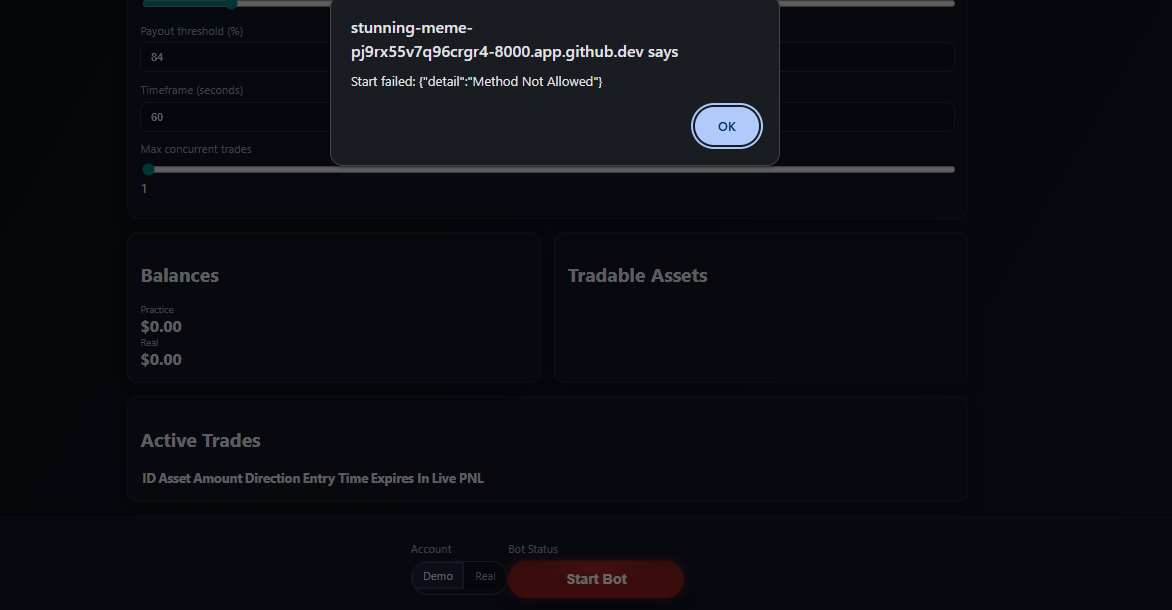 stunning-meme-
pj9rx55v7q96crgr4-8000.app.github.dev says
Start failed: {"detail":"Method Not Allowed"}
OK
Payout threshold (%)
84
Timeframe (seconds)
60
Max concurrent trades
1
Balances
Practice
$0.00
Real
$0.00
Tradable Assets
Active Trades
ID Asset Amount Direction Entry Time Expires In Live PNL
Account
Demo Real
Bot Status
Start Bot